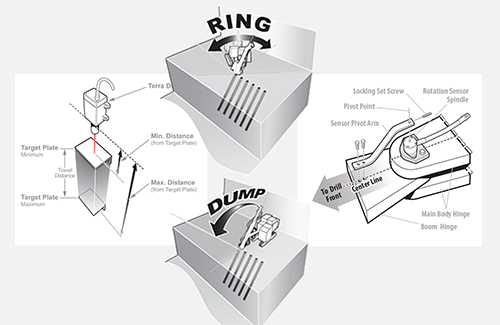 RING
Terra D
Min. Distance
(from Target Plate)
Target Plate
Minimum
Travel
Distance
Max. Distance
(from Target Plate)
Target Plate
Maximum
DUMP
Locking Set Screw
Rotation Sensor
Spindle
Pivot Point
Sensor Pivot Arm
Center Line
To Drill
Front
Main Body Hinge
Boom Hinge